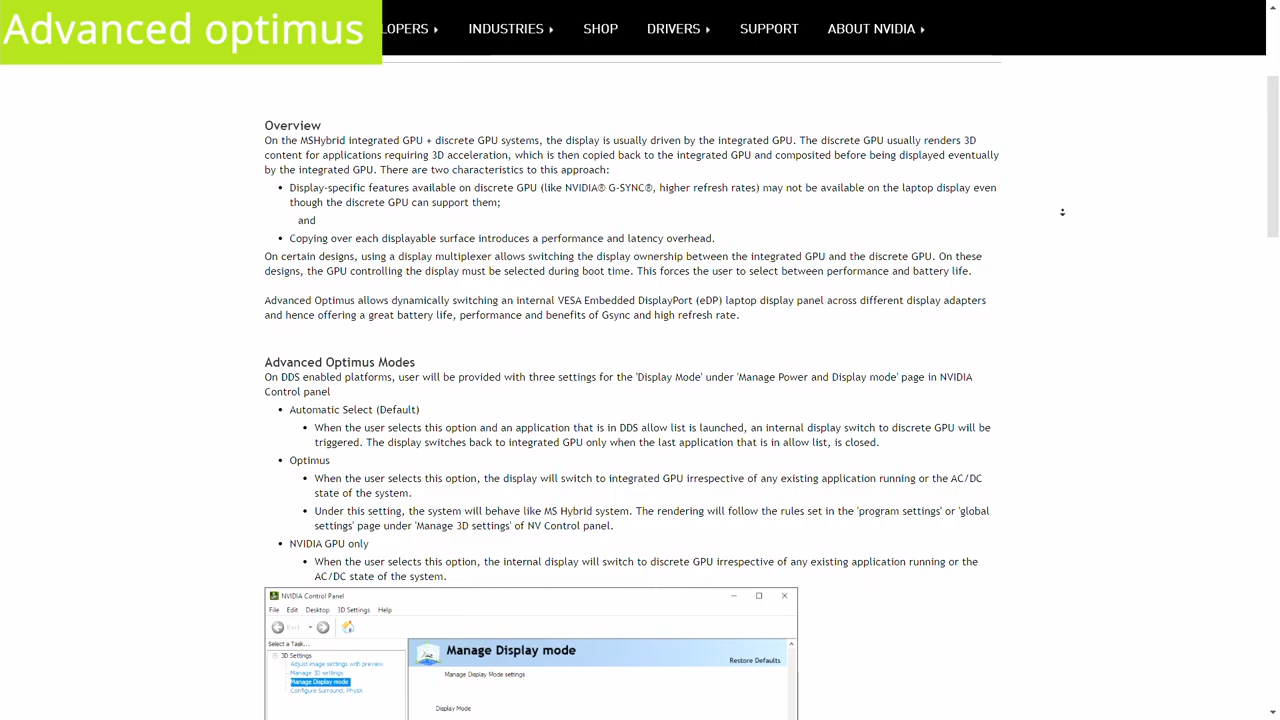 Advanced optimus
LOPERS INDUSTRIES SHOP DRIVERS SUPPORT ABOUT NVIDIA
Overview
On the MSHybrid integrated GPU + discrete GPU systems, the display is usually driven by the integrated GPU. The discrete GPU usually renders 3D
content for applications requiring 3D acceleration, which is then copied back to the integrated GPU and composited before being displayed eventually
by the integrated GPU. There are two characteristics to this approach:
• Display-specific features available on discrete GPU (like NVIDIA® G-SYNC®, higher refresh rates) may not be available on the laptop display even
though the discrete GPU can support them;
and
• Copying over each displayable surface introduces a performance and latency overhead.
On certain designs, using a display multiplexer allows switching the display ownership between the integrated GPU and the discrete GPU. On these
designs, the GPU controlling the display must be selected during boot time. This forces the user to select between performance and battery life.
Advanced Optimus allows dynamically switching an internal VESA Embedded DisplayPort (eDP) laptop display panel across different display adapters
and hence offering a great battery life, performance and benefits of Gsync and high refresh rate.
Advanced Optimus Modes
On DDS enabled platforms, user will be provided with three settings for the 'Display Mode' under 'Manage Power and Display mode' page in NVIDIA
Control panel
• Automatic Select (Default)
• When the user selects this option and an application that is in DDS allow list is launched, an internal display switch to discrete GPU will be
triggered. The display switches back to integrated GPU only when the last application that is in allow list, is closed.
• Optimus
• When the user selects this option, the display will switch to integrated GPU irrespective of any existing application running or the AC/DC
state of the system.
• Under this setting, the system will behave like MS Hybrid system. The rendering will follow the rules set in the 'program settings' or 'global
settings' page under 'Manage 3D settings' of NV Control panel.
• NVIDIA GPU only
• When the user selects this option, the internal display will switch to discrete GPU irrespective of any existing application running or the
AC/DC state of the system.
NVIDIA Control Panel
File Edit Desktop 3D Settings Help
Back
Select a Task...
3D Settings
Adjust image settings with preview
Manage 3D settings
Manage Display mode
Configure Surround, PhysX
Manage Display mode
Restore Defaults
Manage Display Mode settings
Display Mode